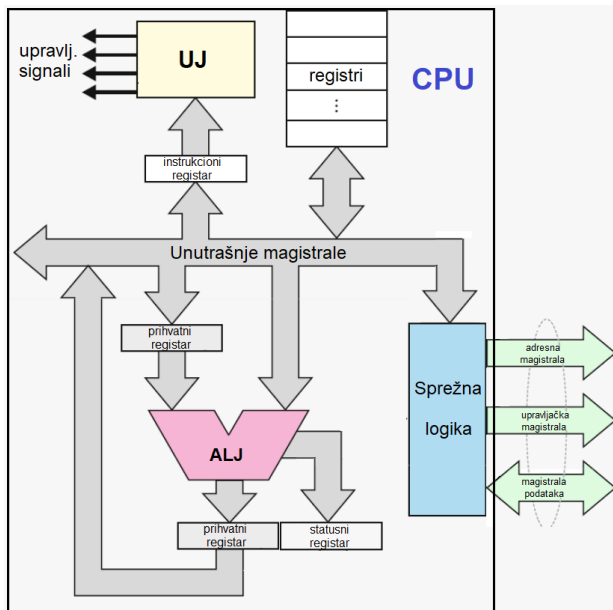 upravlj.
signali
UJ
registri
⋮
CPU
instrukcioni
registar
Unutrašnje magistrale
prihvatni
registar
Sprežna
logika
adresna
magistrala
upravljačka
magistrala
magistrala
podataka
ALJ
prihvatni
registar
statusni
registar